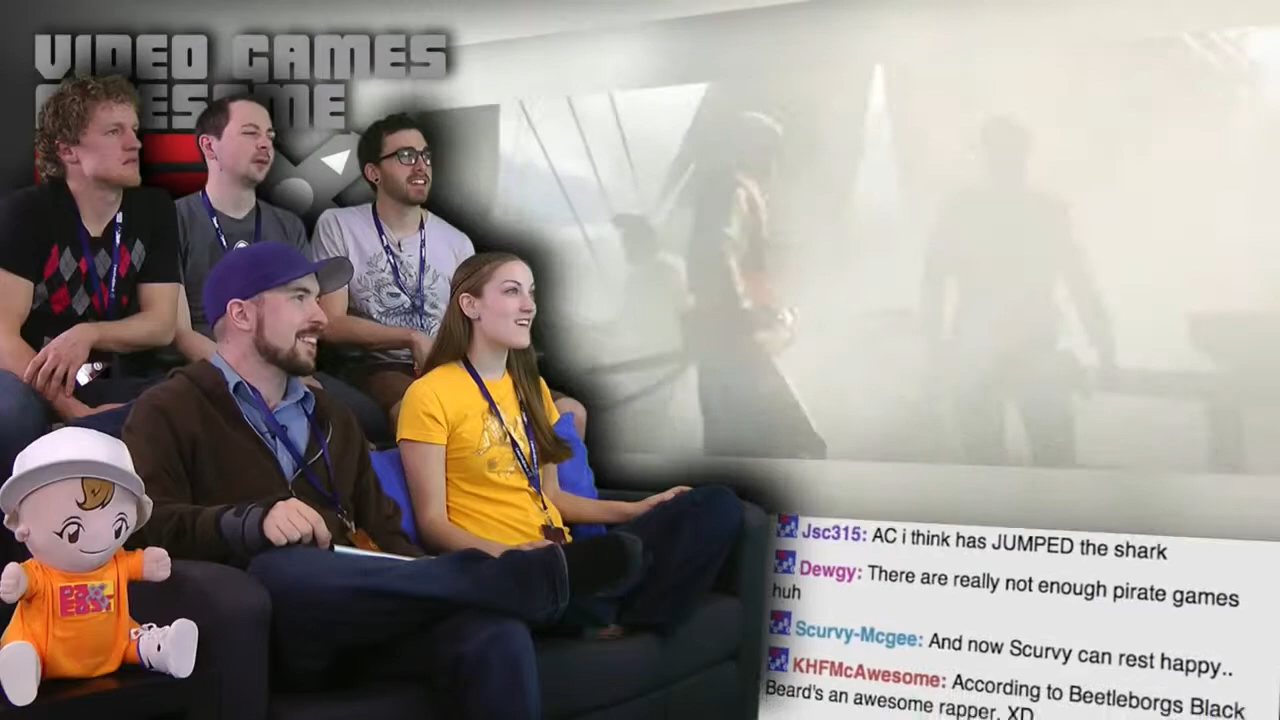 VIDEO GAMES
AWESOME
Jsc315: AC i think has JUMPED the shark
Dewgy: There are really not enough pirate games
huh
Scurvy-Mcgee: And now Scurvy can rest happy..
KHFMcAwesome: According to Beetleborgs Black
Beard's an awesome rapper. XD